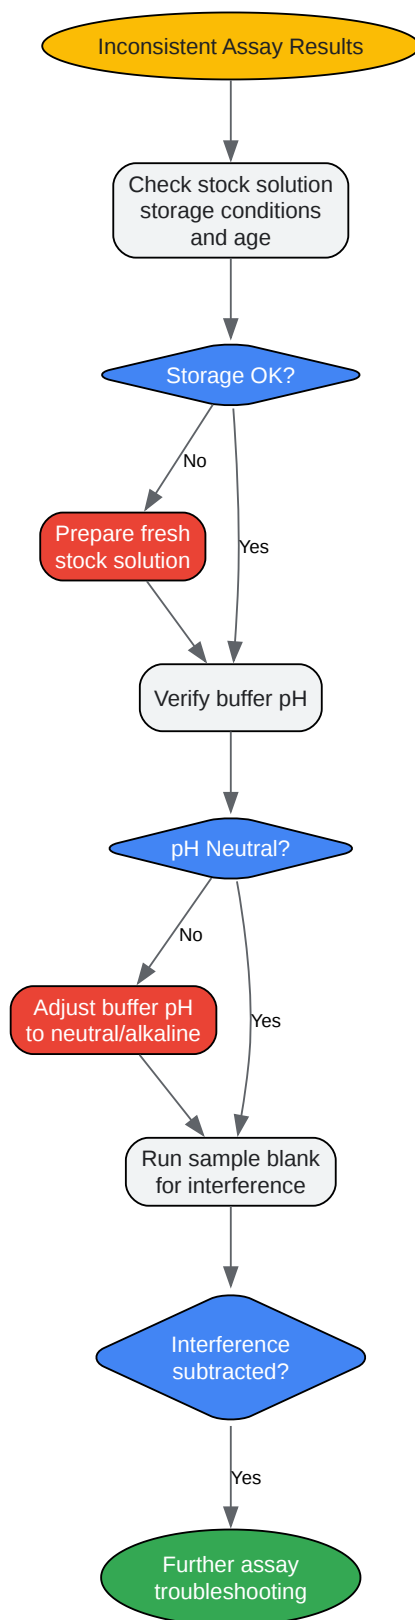 Inconsistent Assay Results
Check stock solution
storage conditions
and age
Storage OK?
No
Prepare fresh
stock solution
Yes
Verify buffer pH
pH Neutral?
No
Adjust buffer pH
to neutral/alkaline
Yes
Run sample blank
for interference
Interference
subtracted?
Yes
Further assay
troubleshooting